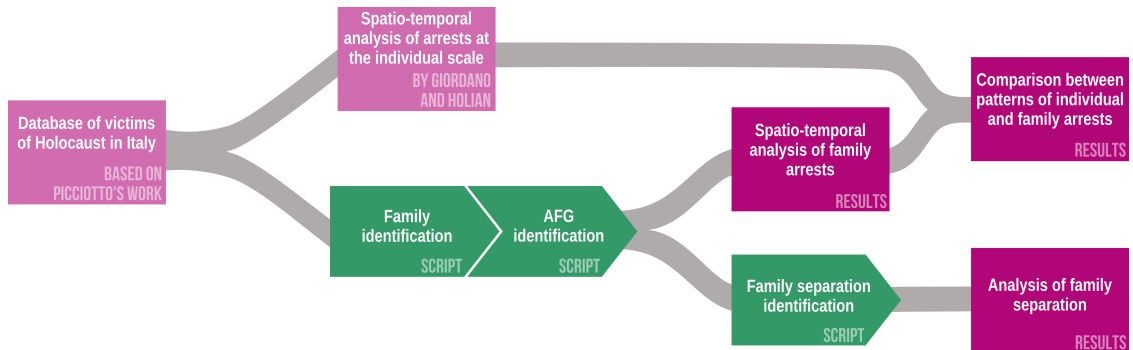 Database of victims
of Holocaust in Italy
BASED ON
PICCIOTTO'S WORK
Spatio-temporal
analysis of arrests at
the individual scale
BY GIORDANO
AND HOLIAN
Family
identification
SCRIPT
AFG
identification
SCRIPT
Spatio-temporal
analysis of family
arrests
RESULTS
Comparison between
patterns of individual
and family arrests
RESULTS
Family separation
identification
SCRIPT
Analysis of family
separation
RESULTS